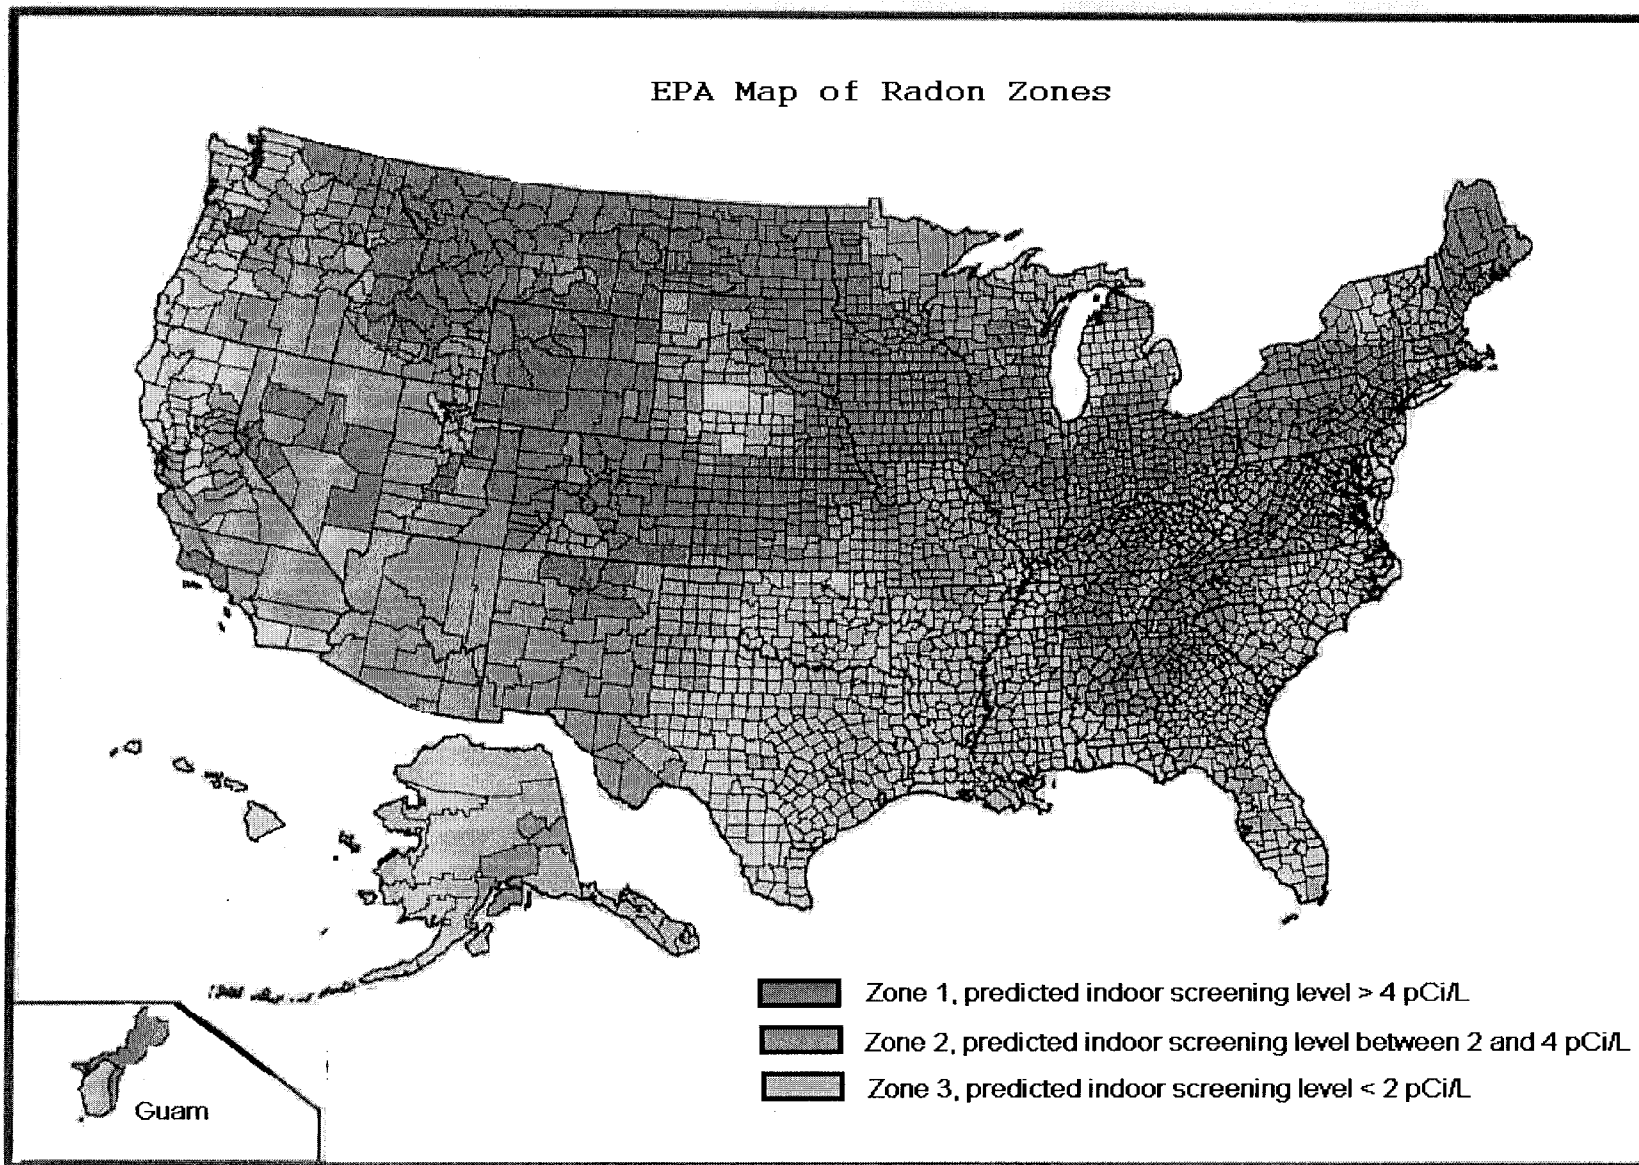 EPA Map of Radon Zones
Zone 1, predicted indoor screening level > 4 pCi/L
Zone 2, predicted indoor screening level between 2 and 4 pCi/L
Zone 3, predicted indoor screening level < 2 pCi/L
Guam